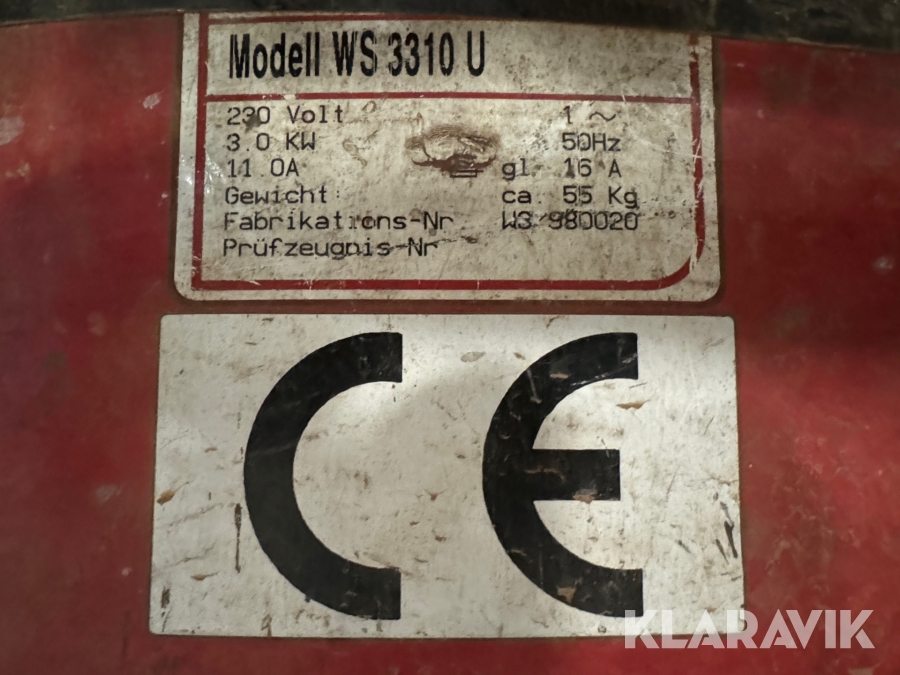 Modell WS 3310 U
230 Volt 1 ~
3.0 KW 50Hz
11.0A gl. 16 A
Gewicht: ca. 55 Kg
Fabrikations-Nr W3 980020
Prüfzeugnis-Nr
CE
KLARAVIK